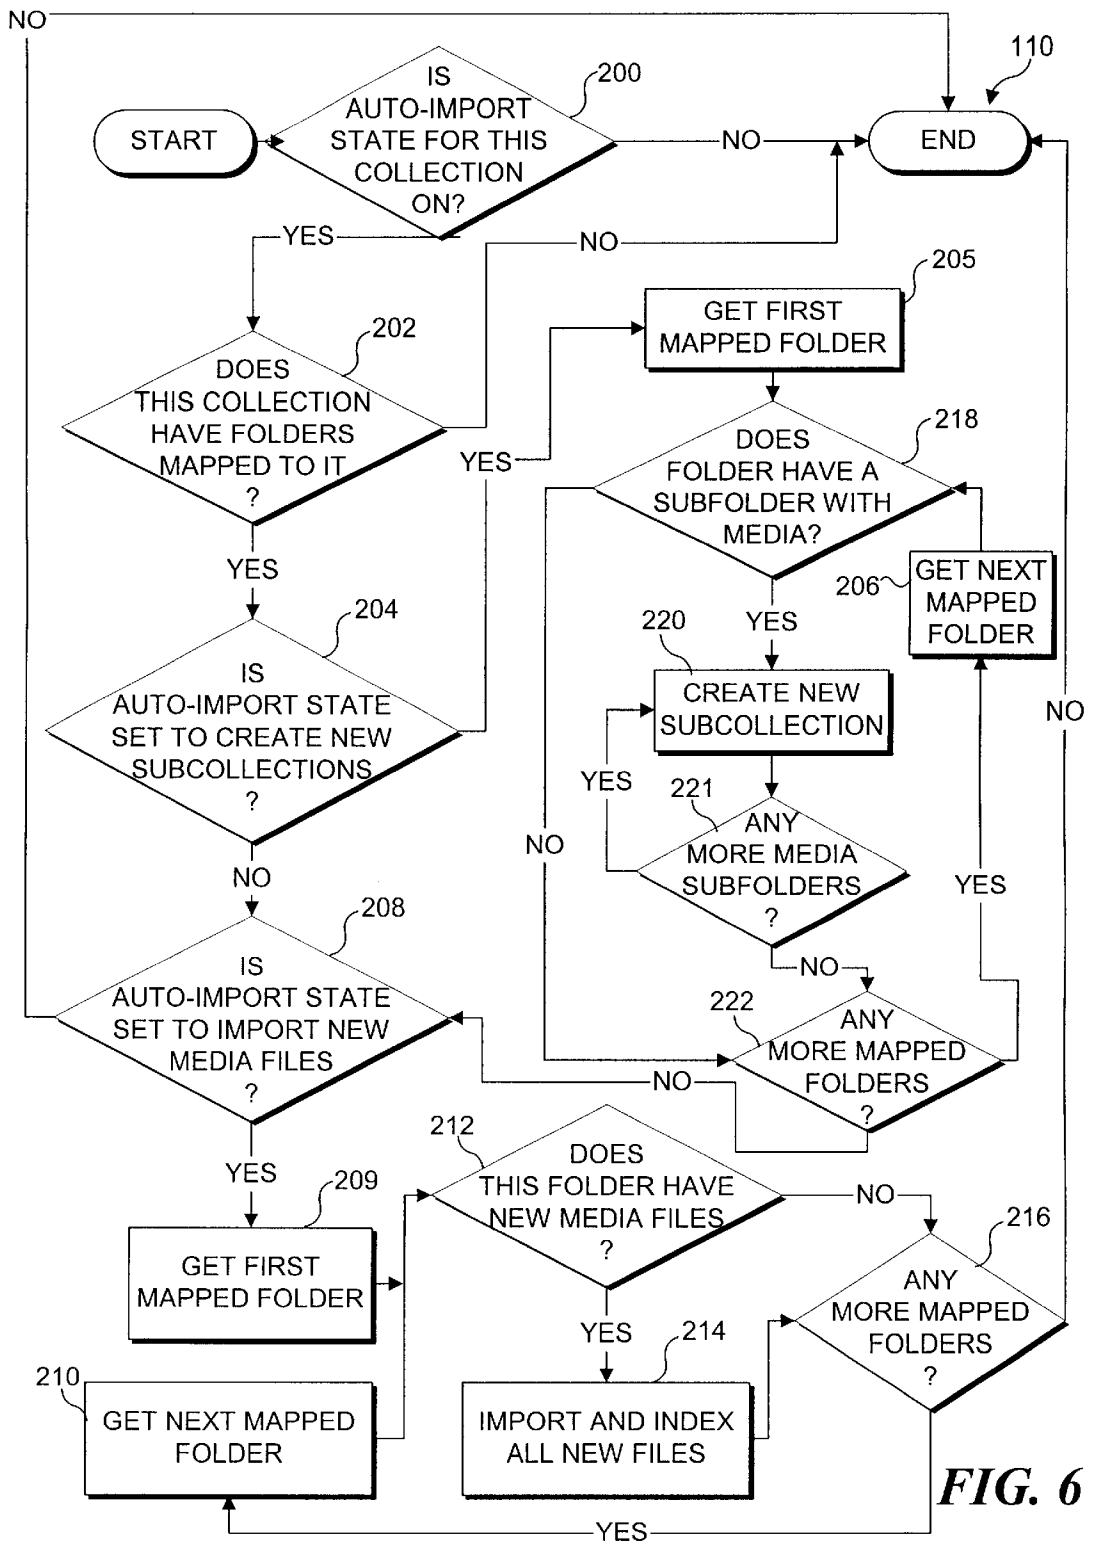 NO
110
IS
AUTO-IMPORT
STATE FOR THIS
COLLECTION
ON?
200
START
NO
END
YES
NO
205
GET FIRST
MAPPED FOLDER
202
DOES
THIS COLLECTION
HAVE FOLDERS
MAPPED TO IT
?
YES
218
DOES
FOLDER HAVE A
SUBFOLDER WITH
MEDIA?
YES
206
GET NEXT
MAPPED
FOLDER
204
IS
AUTO-IMPORT STATE
SET TO CREATE NEW
SUBCOLLECTIONS
?
YES
220
CREATE NEW
SUBCOLLECTION
NO
YES
221
ANY
MORE MEDIA
SUBFOLDERS
?
NO
YES
NO
208
IS
AUTO-IMPORT STATE
SET TO IMPORT NEW
MEDIA FILES
?
NO
222
ANY
MORE MAPPED
FOLDERS
?
NO
YES
212
DOES
THIS FOLDER HAVE
NEW MEDIA FILES
?
NO
209
GET FIRST
MAPPED FOLDER
216
ANY
MORE MAPPED
FOLDERS
?
YES
214
IMPORT AND INDEX
ALL NEW FILES
210
GET NEXT MAPPED
FOLDER
YES
FIG. 6